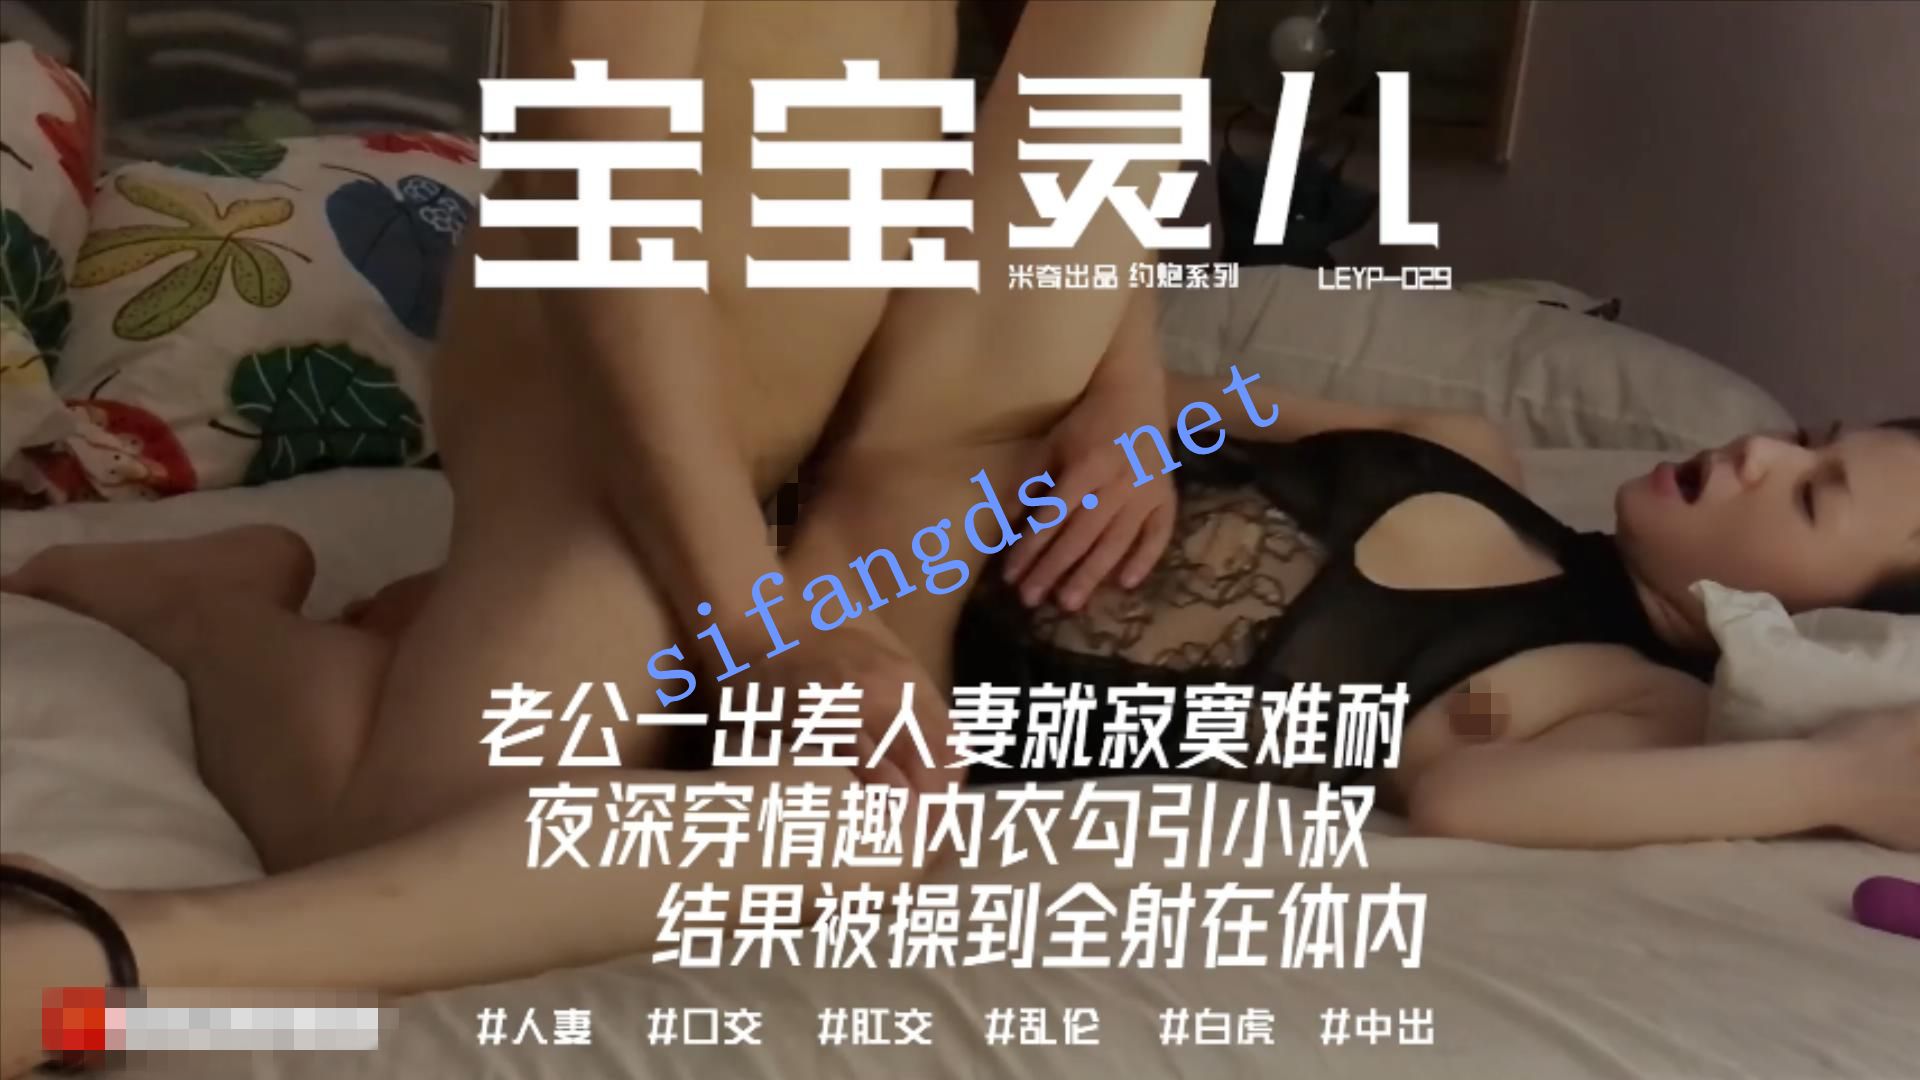 宝宝灵儿
米奇出品 约炮系列 LEYP-029
sifangds.net
老公一出差人妻就寂寞难耐
夜深穿情趣内衣勾引小叔
结果被操到全射在体内
#人妻 #口交 #肛交 #乱伦 #白虎 #中出